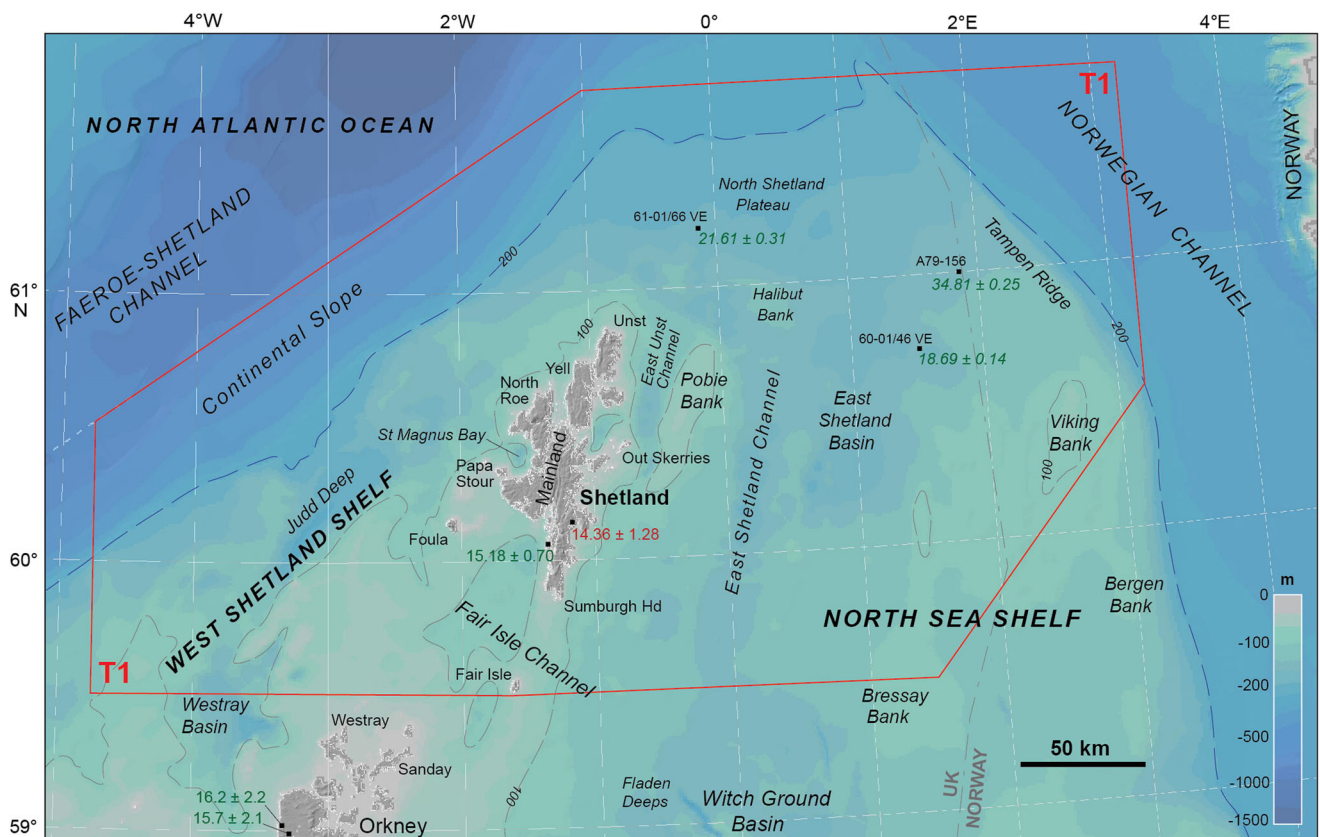 4°W
2°W
0°
2°E
4°E
T1
NORTH ATLANTIC OCEAN
NORWEGIAN CHANNEL
NORWAY
North Shetland
Plateau
61-01/66 VE
21.61 ± 0.31
FAEROE-SHETLAND
CHANNEL
200
Tampen Ridge
A79-156
34.81 ± 0.25
61°
N
Continental Slope
Halibut
Bank
100
Unst
East Unst
Channel
60-01/46 VE
18.69 ± 0.14
200
Yell
North
Roe
Pobie
Bank
East
Shetland
Basin
Viking
Bank
100
St Magnus Bay
Mainland
Out Skerries
Papa
Stour
Shetland
East Shetland Channel
Judd Deep
WEST SHETLAND SHELF
Foula
14.36 ± 1.28
15.18 ± 0.70
60°
Sumburgh Hd
Bergen
Bank
m
0
-100
-200
-500
-1000
-1500
NORTH SEA SHELF
Fair Isle Channel
T1
Fair Isle
Westray
Basin
Bressay
Bank
Westray
Sanday
50 km
UK
NORWAY
Fladen
Deeps
Witch Ground
Basin
100
16.2 ± 2.2
15.7 ± 2.1
59°
Orkney